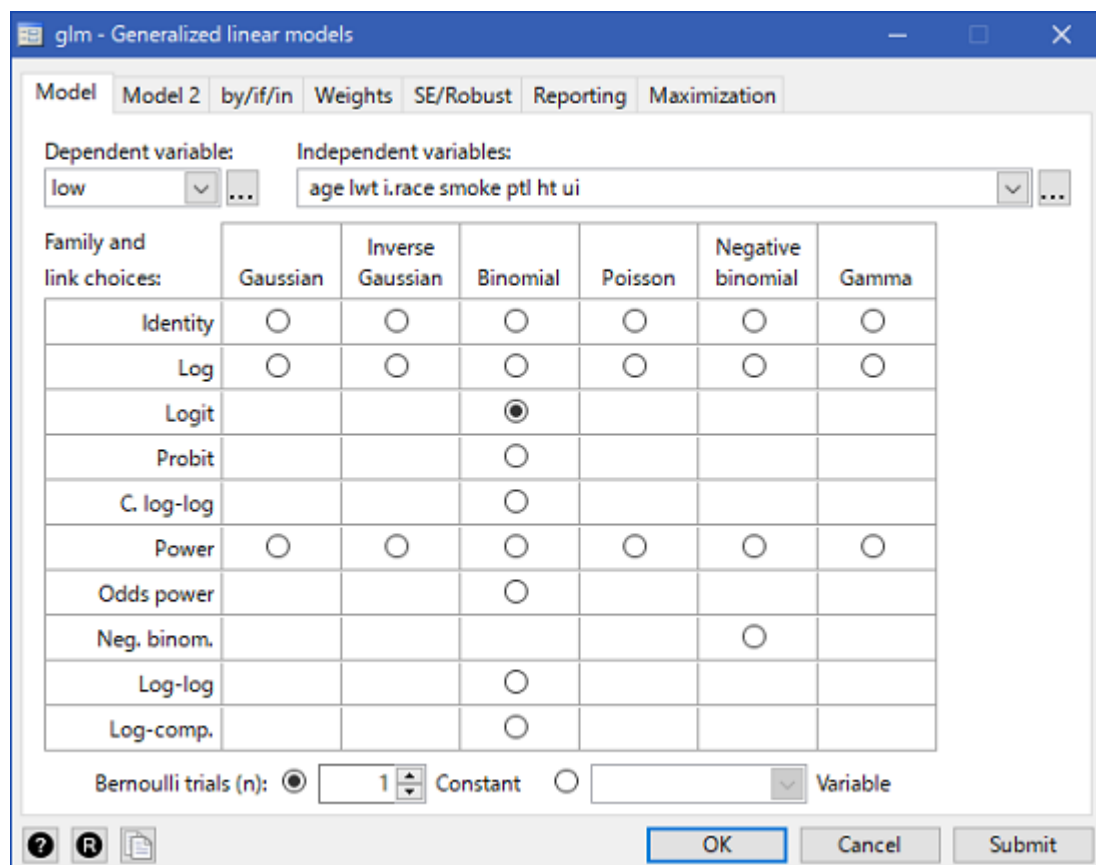 glm - Generalized linear models
Model Model 2 by/if/in Weights SE/Robust Reporting Maximization
Dependent variable: Independent variables:
low ... age lwt i.race smoke ptl ht ui ...
Family and Inverse Negative
link choices: Gaussian Gaussian Binomial Poisson binomial Gamma
Identity
Log
Logit
Probit
C. log-log
Power
Odds power
Neg. binom.
Log-log
Log-comp.
Bernoulli trials (n): 1 Constant Variable
? R OK Cancel Submit